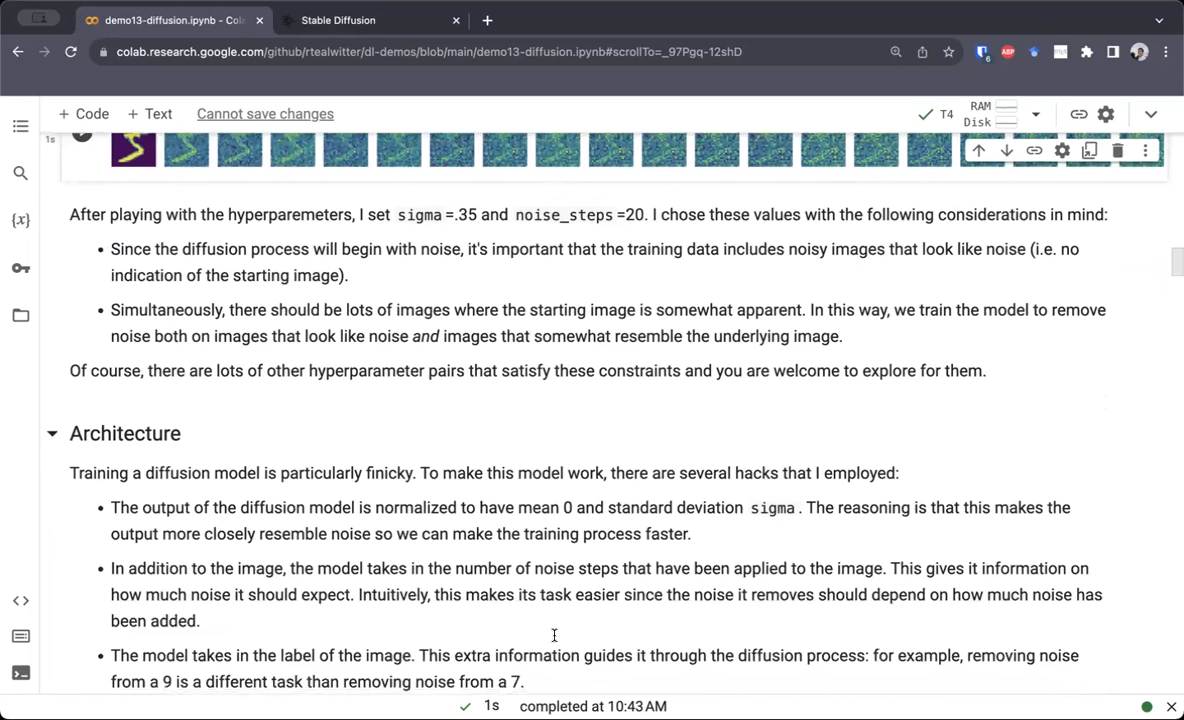 demo13-diffusion.ipynb - Cola
Stable Diffusion
colab.research.google.com/github/rtealwitter/dl-demos/blob/main/demo13-diffusion.ipynb#scrollTo=_97Pgq-12shD
6
ABP
+ Code + Text Cannot save changes
T4
RAM
Disk
1s
After playing with the hyperparemeters, I set sigma =.35 and noise_steps =20. I chose these values with the following considerations in mind:
• Since the diffusion process will begin with noise, it's important that the training data includes noisy images that look like noise (i.e. no
indication of the starting image).
• Simultaneously, there should be lots of images where the starting image is somewhat apparent. In this way, we train the model to remove
noise both on images that look like noise and images that somewhat resemble the underlying image.
Of course, there are lots of other hyperparameter pairs that satisfy these constraints and you are welcome to explore for them.
{x}
Architecture
Training a diffusion model is particularly finicky. To make this model work, there are several hacks that I employed:
• The output of the diffusion model is normalized to have mean 0 and standard deviation sigma . The reasoning is that this makes the
output more closely resemble noise so we can make the training process faster.
• In addition to the image, the model takes in the number of noise steps that have been applied to the image. This gives it information on
how much noise it should expect. Intuitively, this makes its task easier since the noise it removes should depend on how much noise has
been added.
• The model takes in the label of the image. This extra information guides it through the diffusion process: for example, removing noise
from a 9 is a different task than removing noise from a 7.
1s completed at 10:43 AM